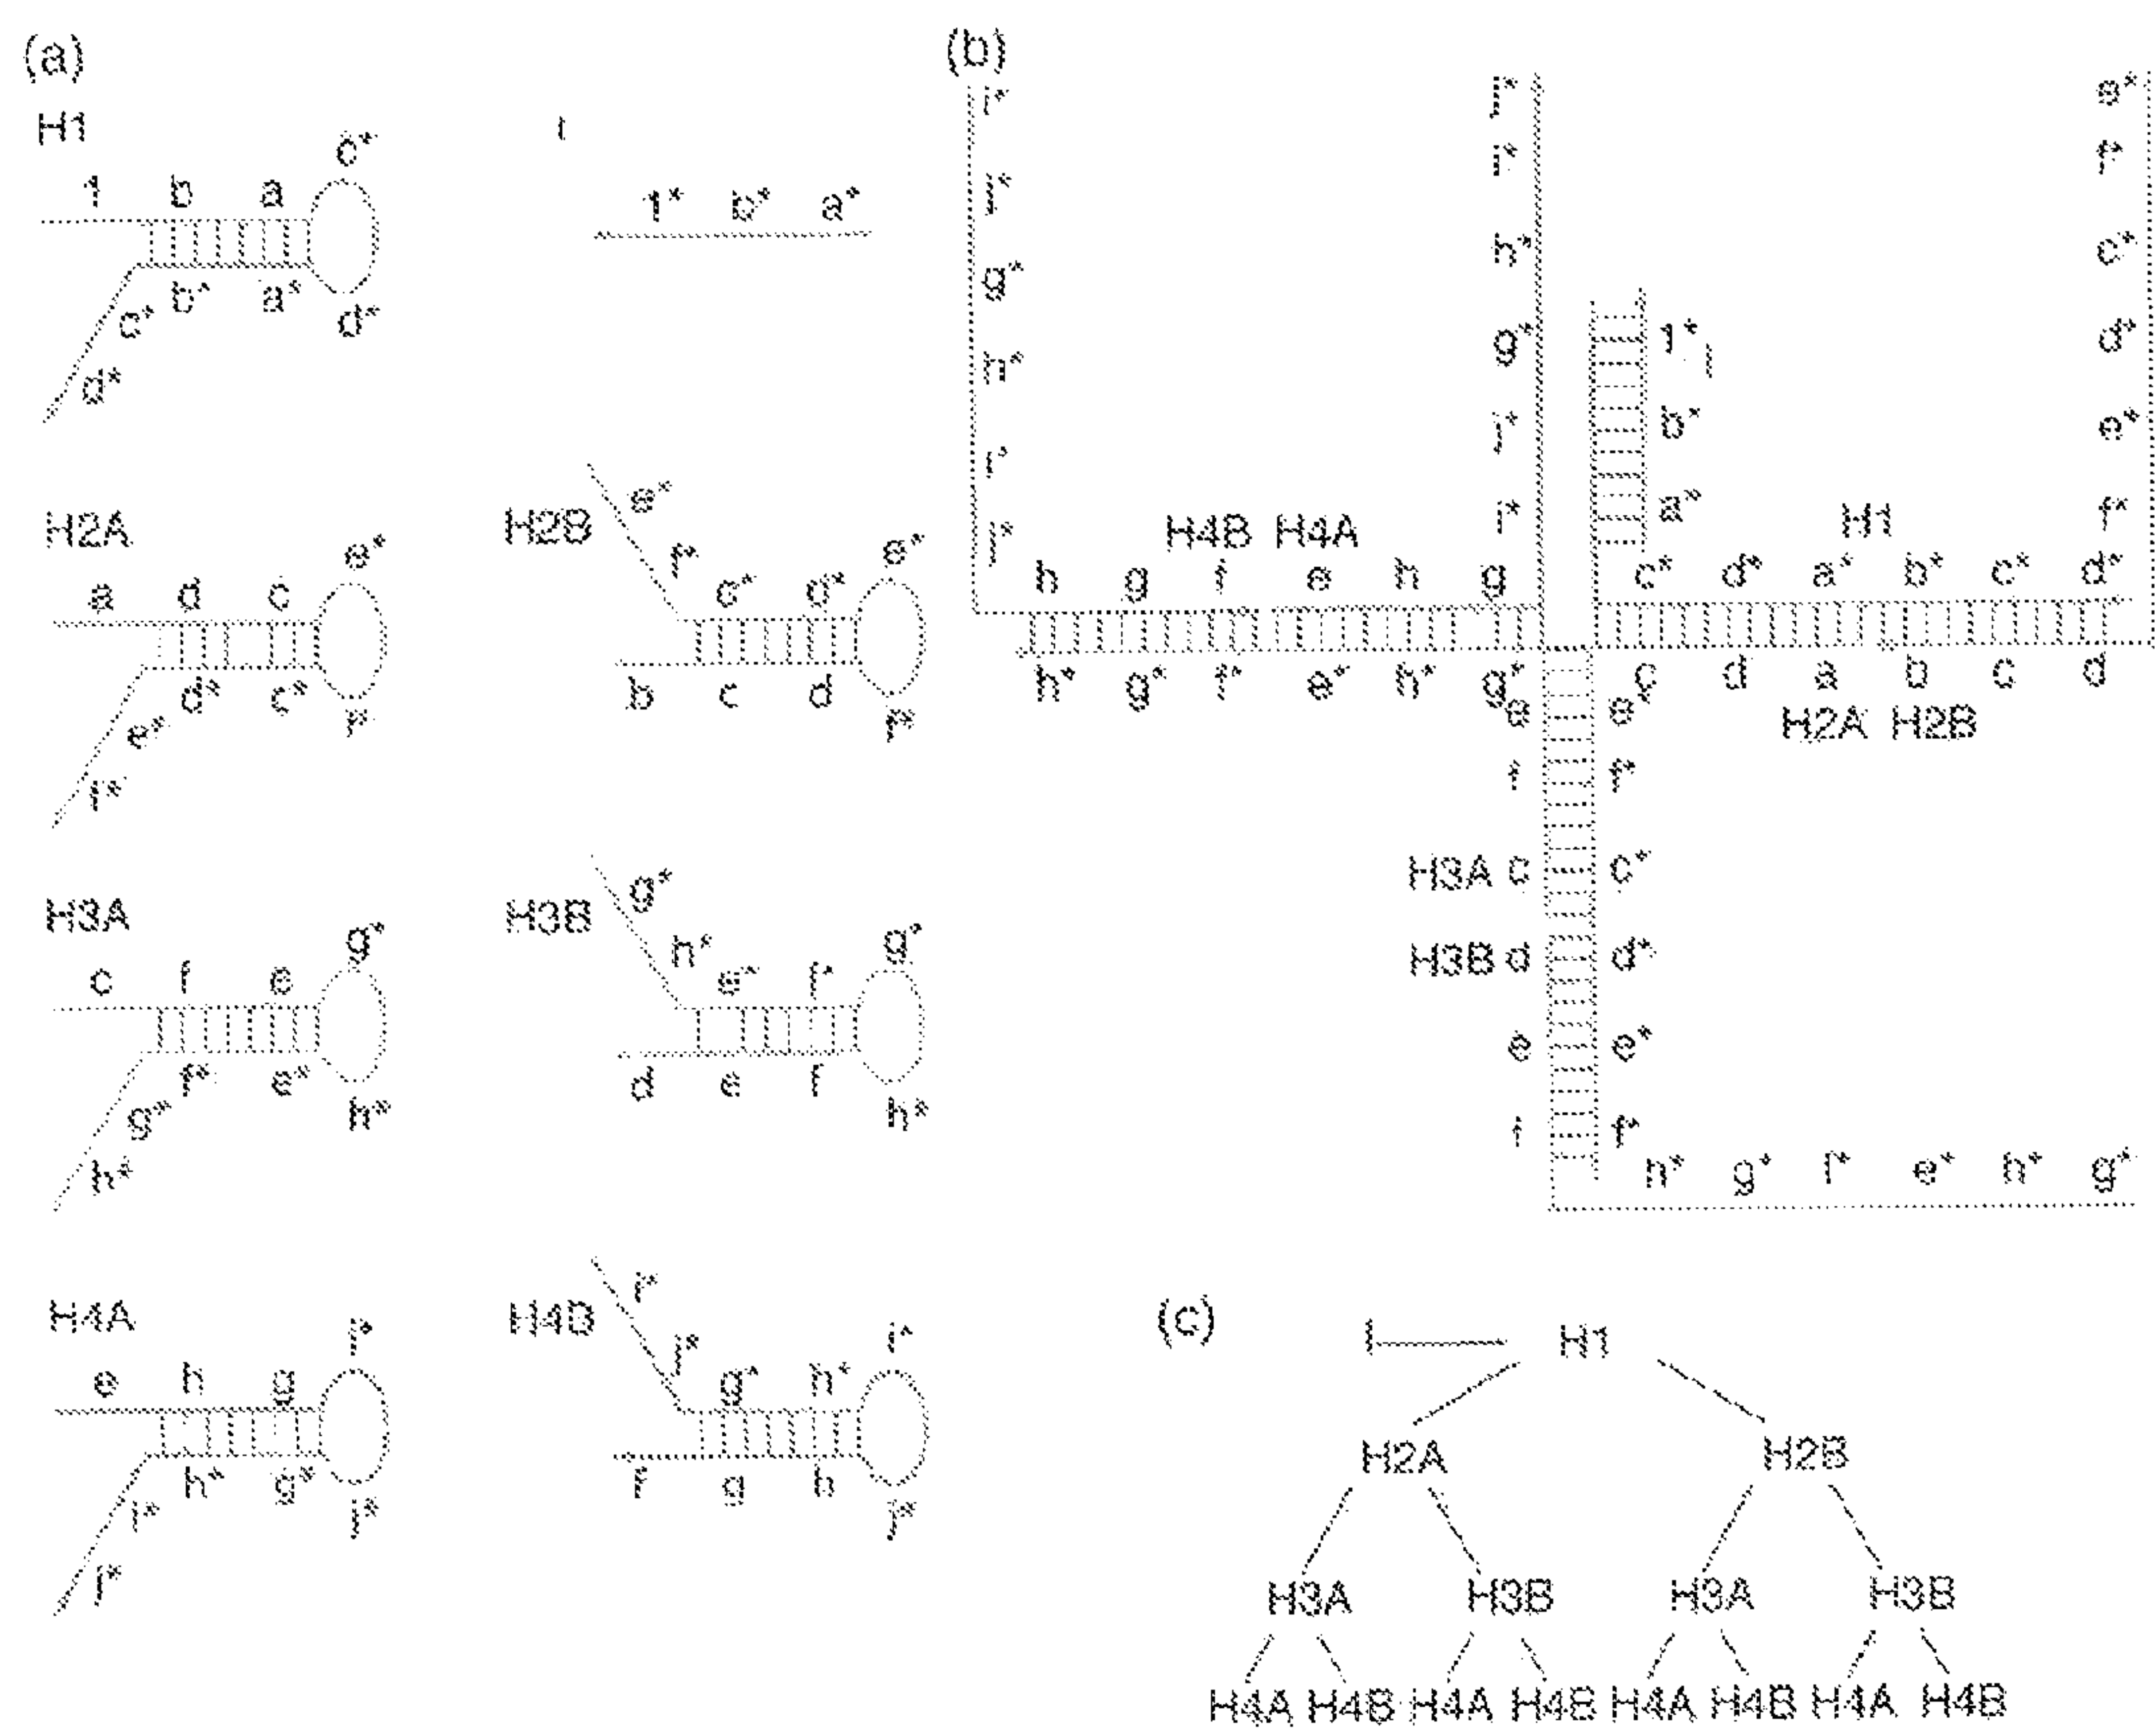 (a)
H1
1 b a c*
b* a* d*
c*
d*
I
1* b* a*
H2A
a d c e*
d* c* f*
e*
f*
H2B
e*
f* c* d* e*
b c d f*
H3A
c f e g*
f* e* h*
g*
h*
H3B
g*
h* e* f* g*
d e f h*
H4A
e h g i*
h* g* j*
i*
j*
H4B
i*
j* g* h* i*
f g h j*
(b)
i*
j*
g*
h*
i*
j*
j*
i*
h*
g*
j*
i*
1*
I
b*
a*
e*
f*
c*
d*
e*
f*
H4B H4A
h g f e h g
h* g* f* e* h* g*
H1
c* d* a* b* c* d*
c d a b c d
H2A H2B
e e*
f f*
H3A c c*
H3B d d*
e e*
f f*
h* g* f* e* h* g*
(c)
I H1
H2A H2B
H3A H3B H3A H3B
H4A H4B H4A H4B H4A H4B H4A H4B